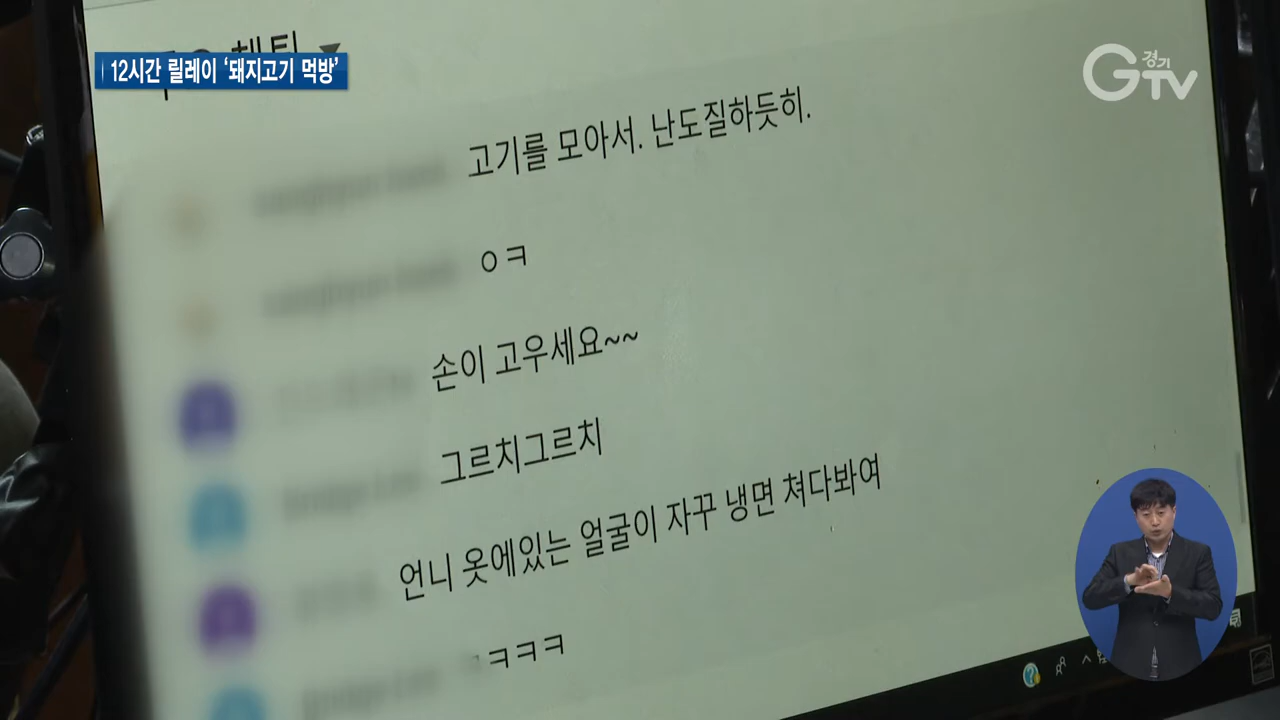 12시간 릴레이 ‘돼지고기 먹방’
경기
GTV
고기를 모아서. 난도질하듯히.
ㅇㅋ
손이 고우세요~~
그르치그르치
언니 옷에있는 얼굴이 자꾸 냉면 쳐다봐여
ㅋㅋㅋ